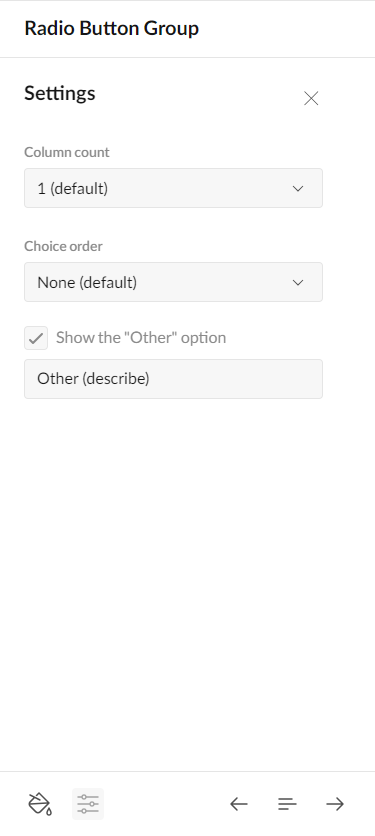 Radio Button Group
Settings
Column count
1 (default)
Choice order
None (default)
Show the "Other" option
Other (describe)